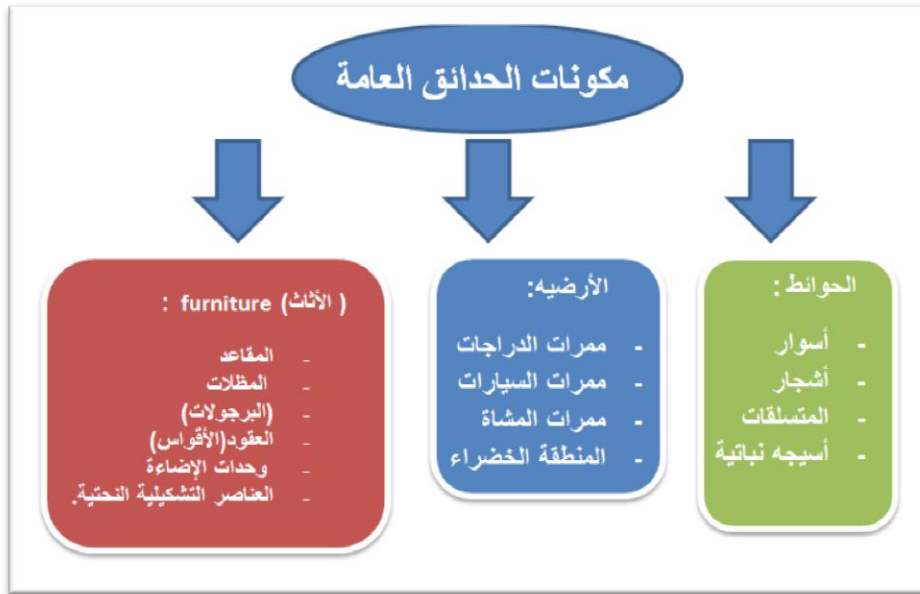 مكونات الحدائق العامة
الحوائط :
- أسوار
- أشجار
- المتسلقات
- أسيجه نباتية
الأرضيه:
- ممرات الدراجات
- ممرات السيارات
- ممرات المشاة
- المنطقة الخضراء
( الأثاث) furniture :
- المقاعد
- المظلات
- (البرجولات)
- العقود(الأقواس)
- وحدات الإضاءة
- العناصر التشكيلية النحتية.